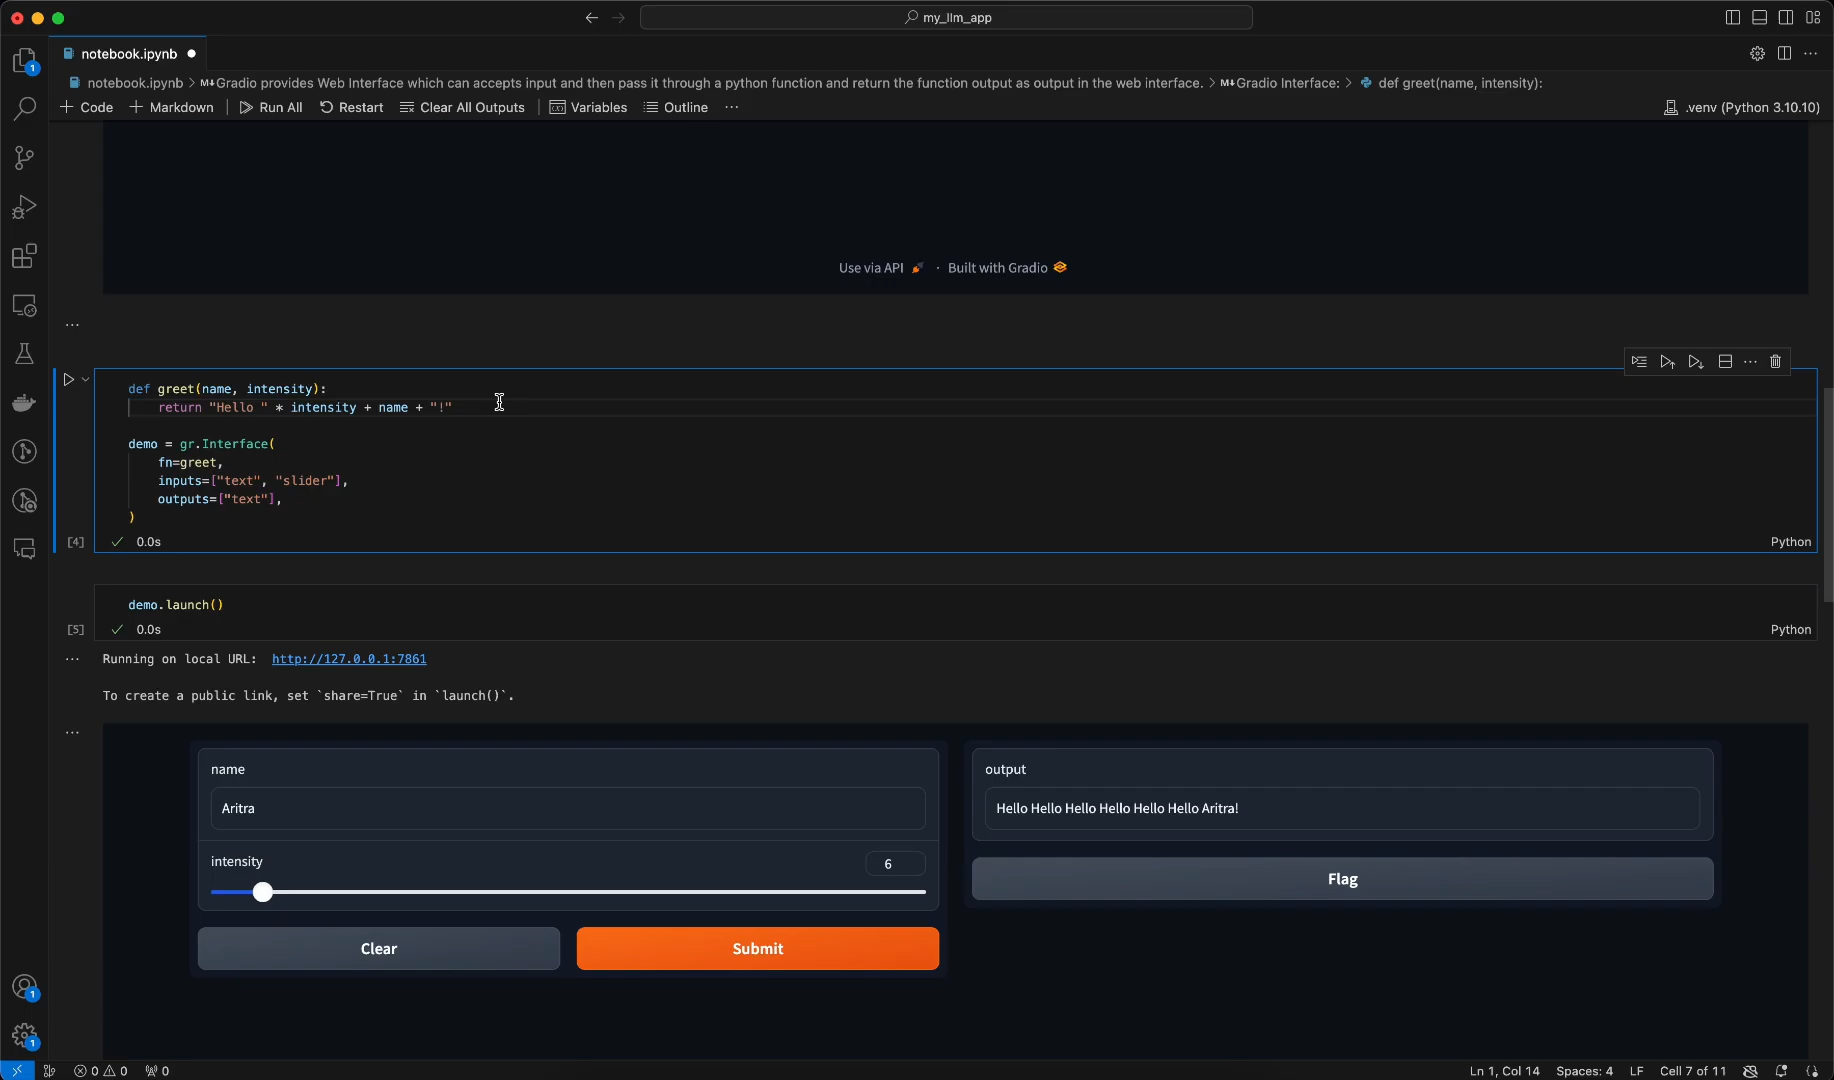 my_llm_app
notebook.ipynb
notebook.ipynb > M↓Gradio provides Web Interface which can accepts input and then pass it through a python function and return the function output as output in the web interface. > M↓Gradio Interface: > def greet(name, intensity):
+ Code + Markdown | Run All Restart Clear All Outputs | Variables Outline ...
.venv (Python 3.10.10)
1
Use via API · Built with Gradio
...
def greet(name, intensity):
return "Hello " * intensity + name + "!"
demo = gr.Interface(
fn=greet,
inputs=["text", "slider"],
outputs=["text"],
)
[4] 0.0s Python
demo.launch()
[5] 0.0s Python
... Running on local URL: http://127.0.0.1:7861
To create a public link, set `share=True` in `launch()`.
...
name
Aritra
intensity
6
Clear
Submit
output
Hello Hello Hello Hello Hello Hello Aritra!
Flag
1
1
0 0 0
Ln 1, Col 14 Spaces: 4 LF Cell 7 of 11